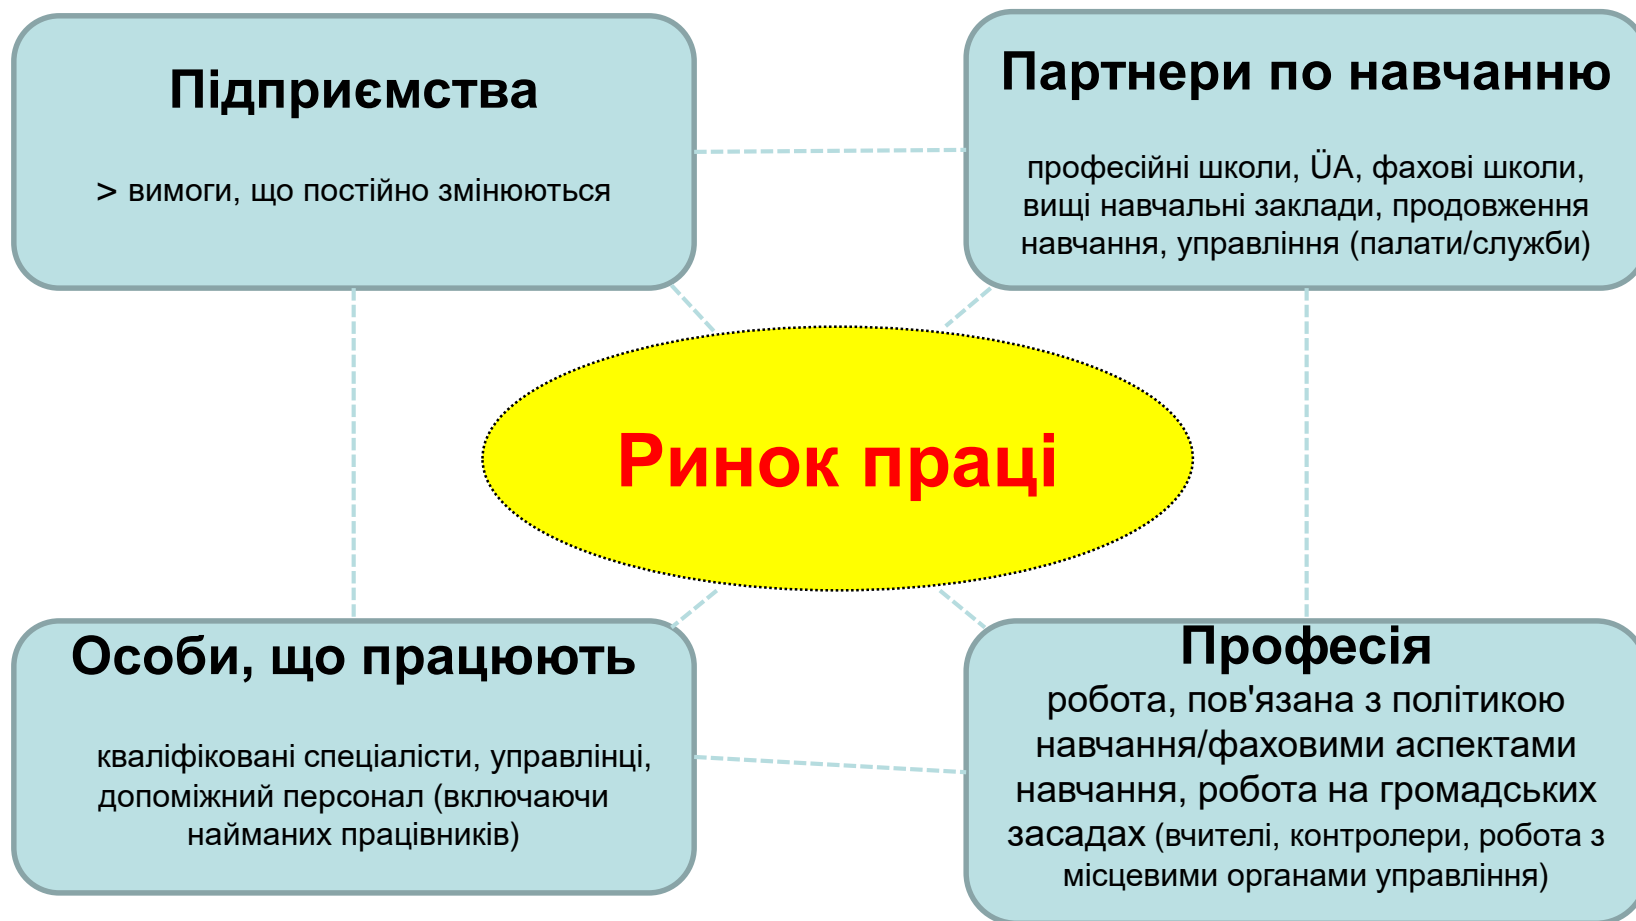 Підприємства
> вимоги, що постійно змінюються
Партнери по навчанню
професійні школи, ÜA, фахові школи,
вищі навчальні заклади, продовження
навчання, управління (палати/служби)
Ринок праці
Особи, що працюють
кваліфіковані спеціалісти, управлінці,
допоміжний персонал (включаючи
найманих працівників)
Професія
робота, пов'язана з політикою
навчання/фаховими аспектами
навчання, робота на громадських
засадах (вчителі, контролери, робота з
місцевими органами управління)